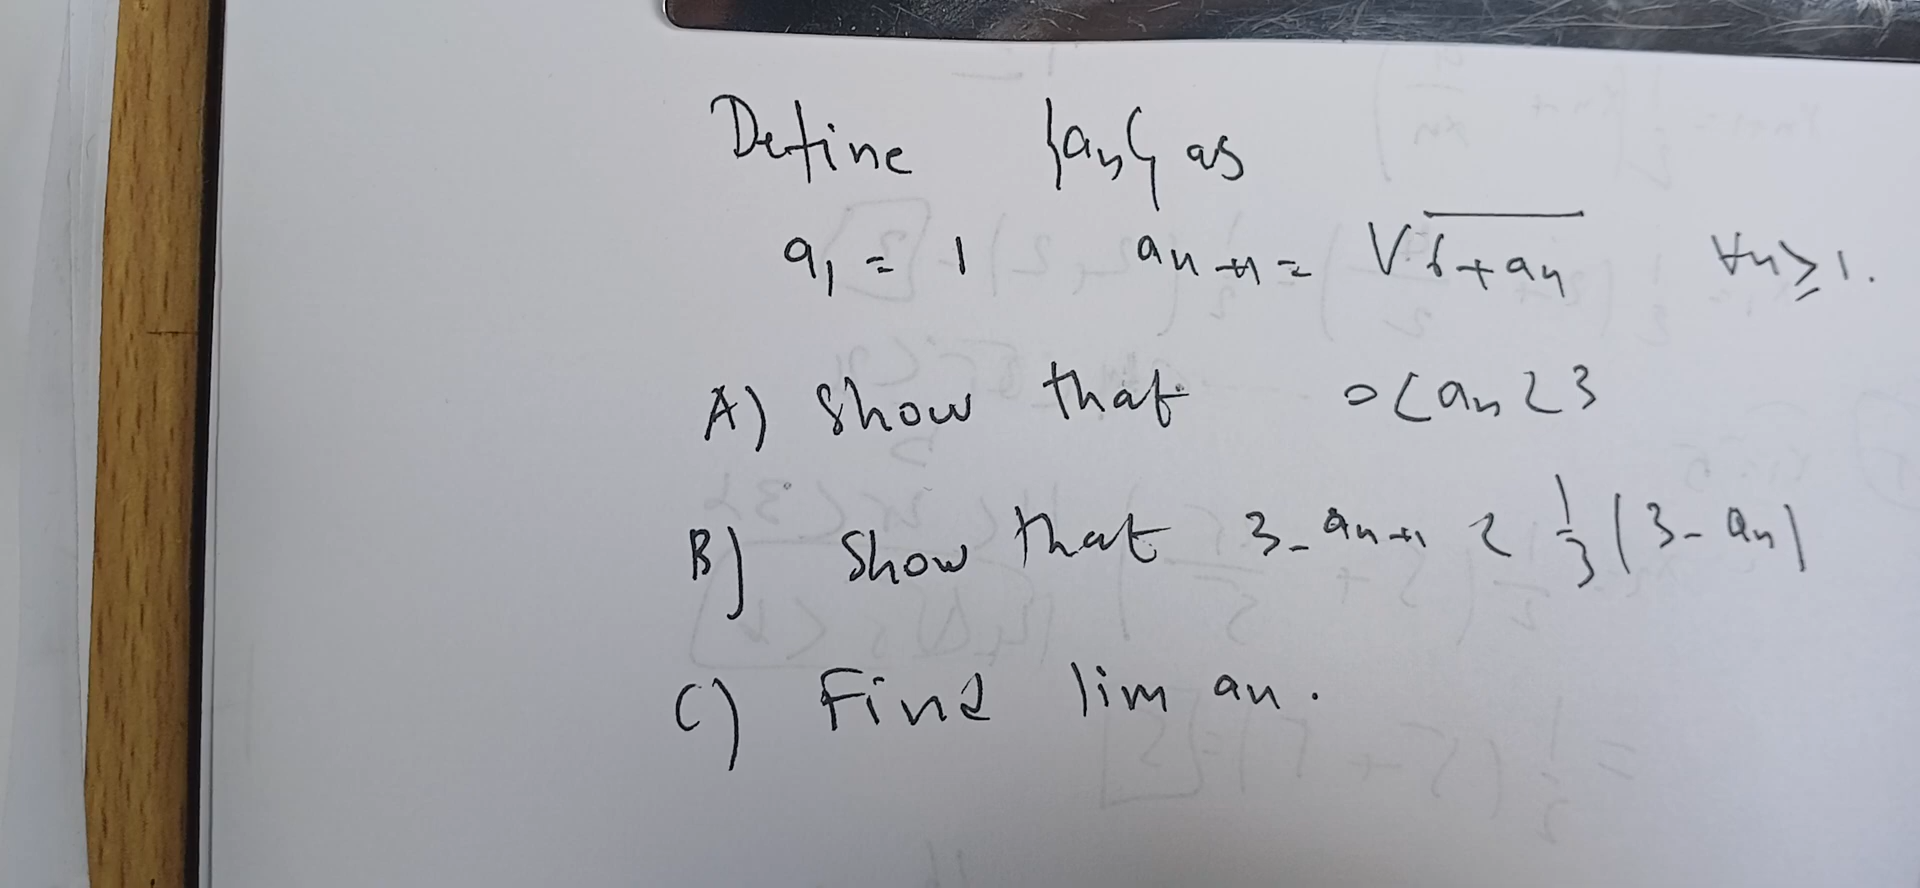 Define {an} as
a₁ = 1 an+1 = √6+an ∀n≥1.
A) Show that 0<an<3
B) Show that 3-an+1 < 1/3 (3-an)
C) Find lim an.